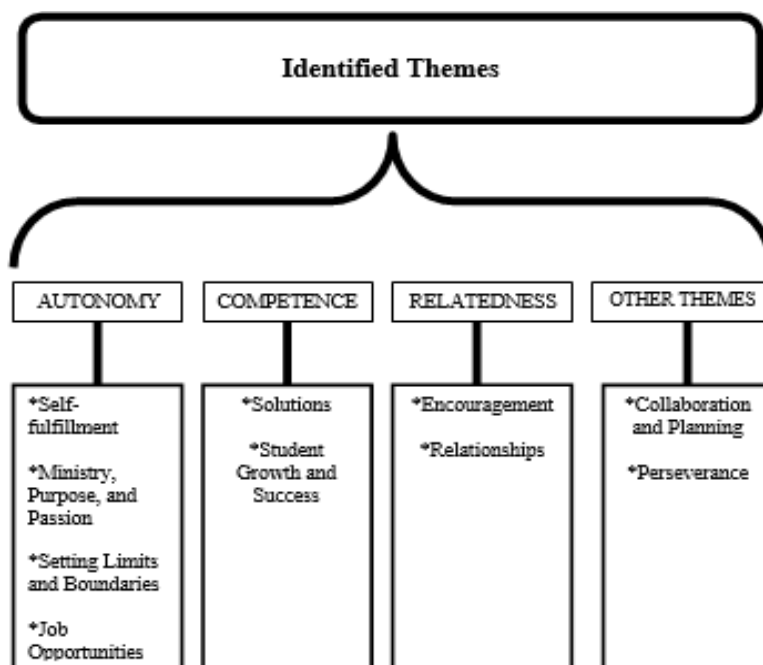 Identified Themes
AUTONOMY
COMPETENCE
RELATEDNESS
OTHER THEMES
*Self-
fulfillment
*Ministry,
Purpose, and
Passion
*Setting Limits
and Boundaries
*Job
Opportunities
*Solutions
*Student
Growth and
Success
*Encouragement
*Relationships
*Collaboration
and Planning
*Perseverance